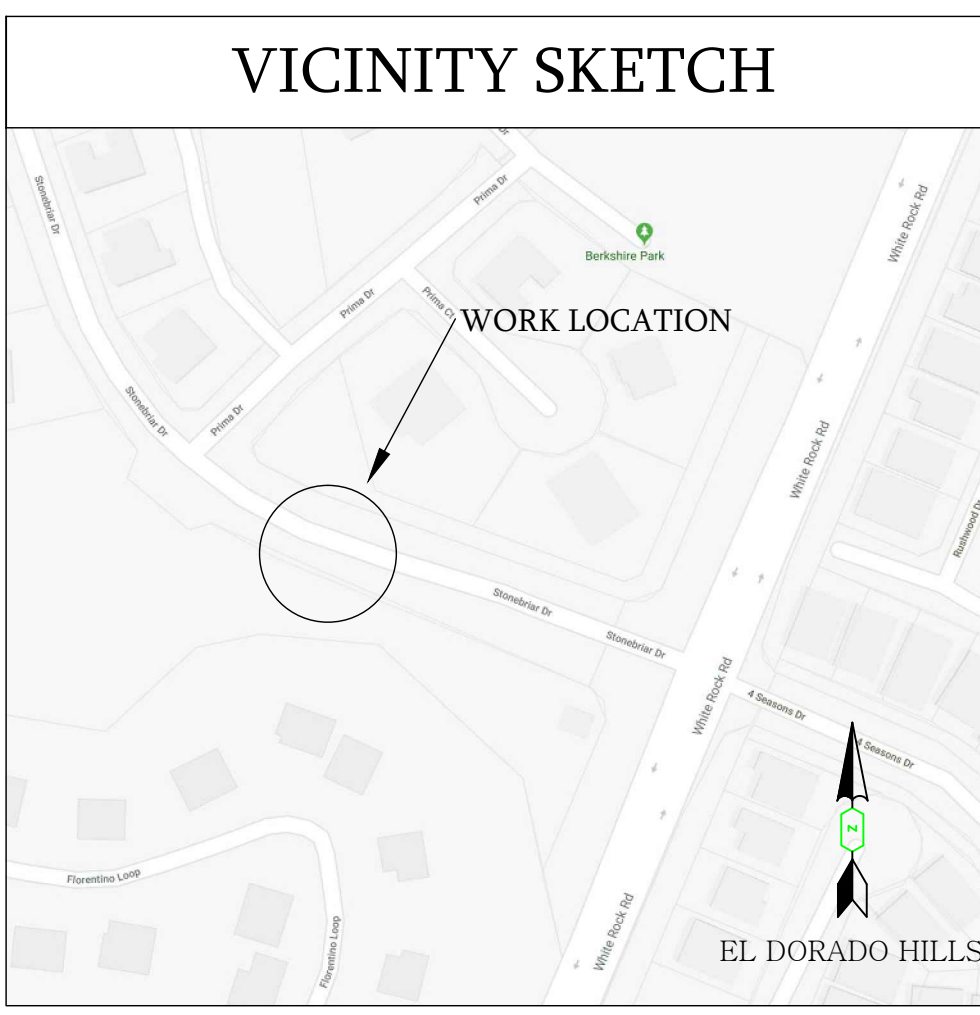 VICINITY SKETCH
Dr
Stonebriar Dr
Prima Dr
White Rock Rd
Berkshire Park
Prima Dr
Prima Ct
WORK LOCATION
Stonebriar Dr
Prima Dr
White Rock Rd
Rushwood Dr
Stonebriar Dr
Stonebriar Dr
White Rock Rd
4 Seasons Dr
4 Seasons Dr
N
Florentino Loop
Florentino Loop
White Rock Rd
EL DORADO HILLS